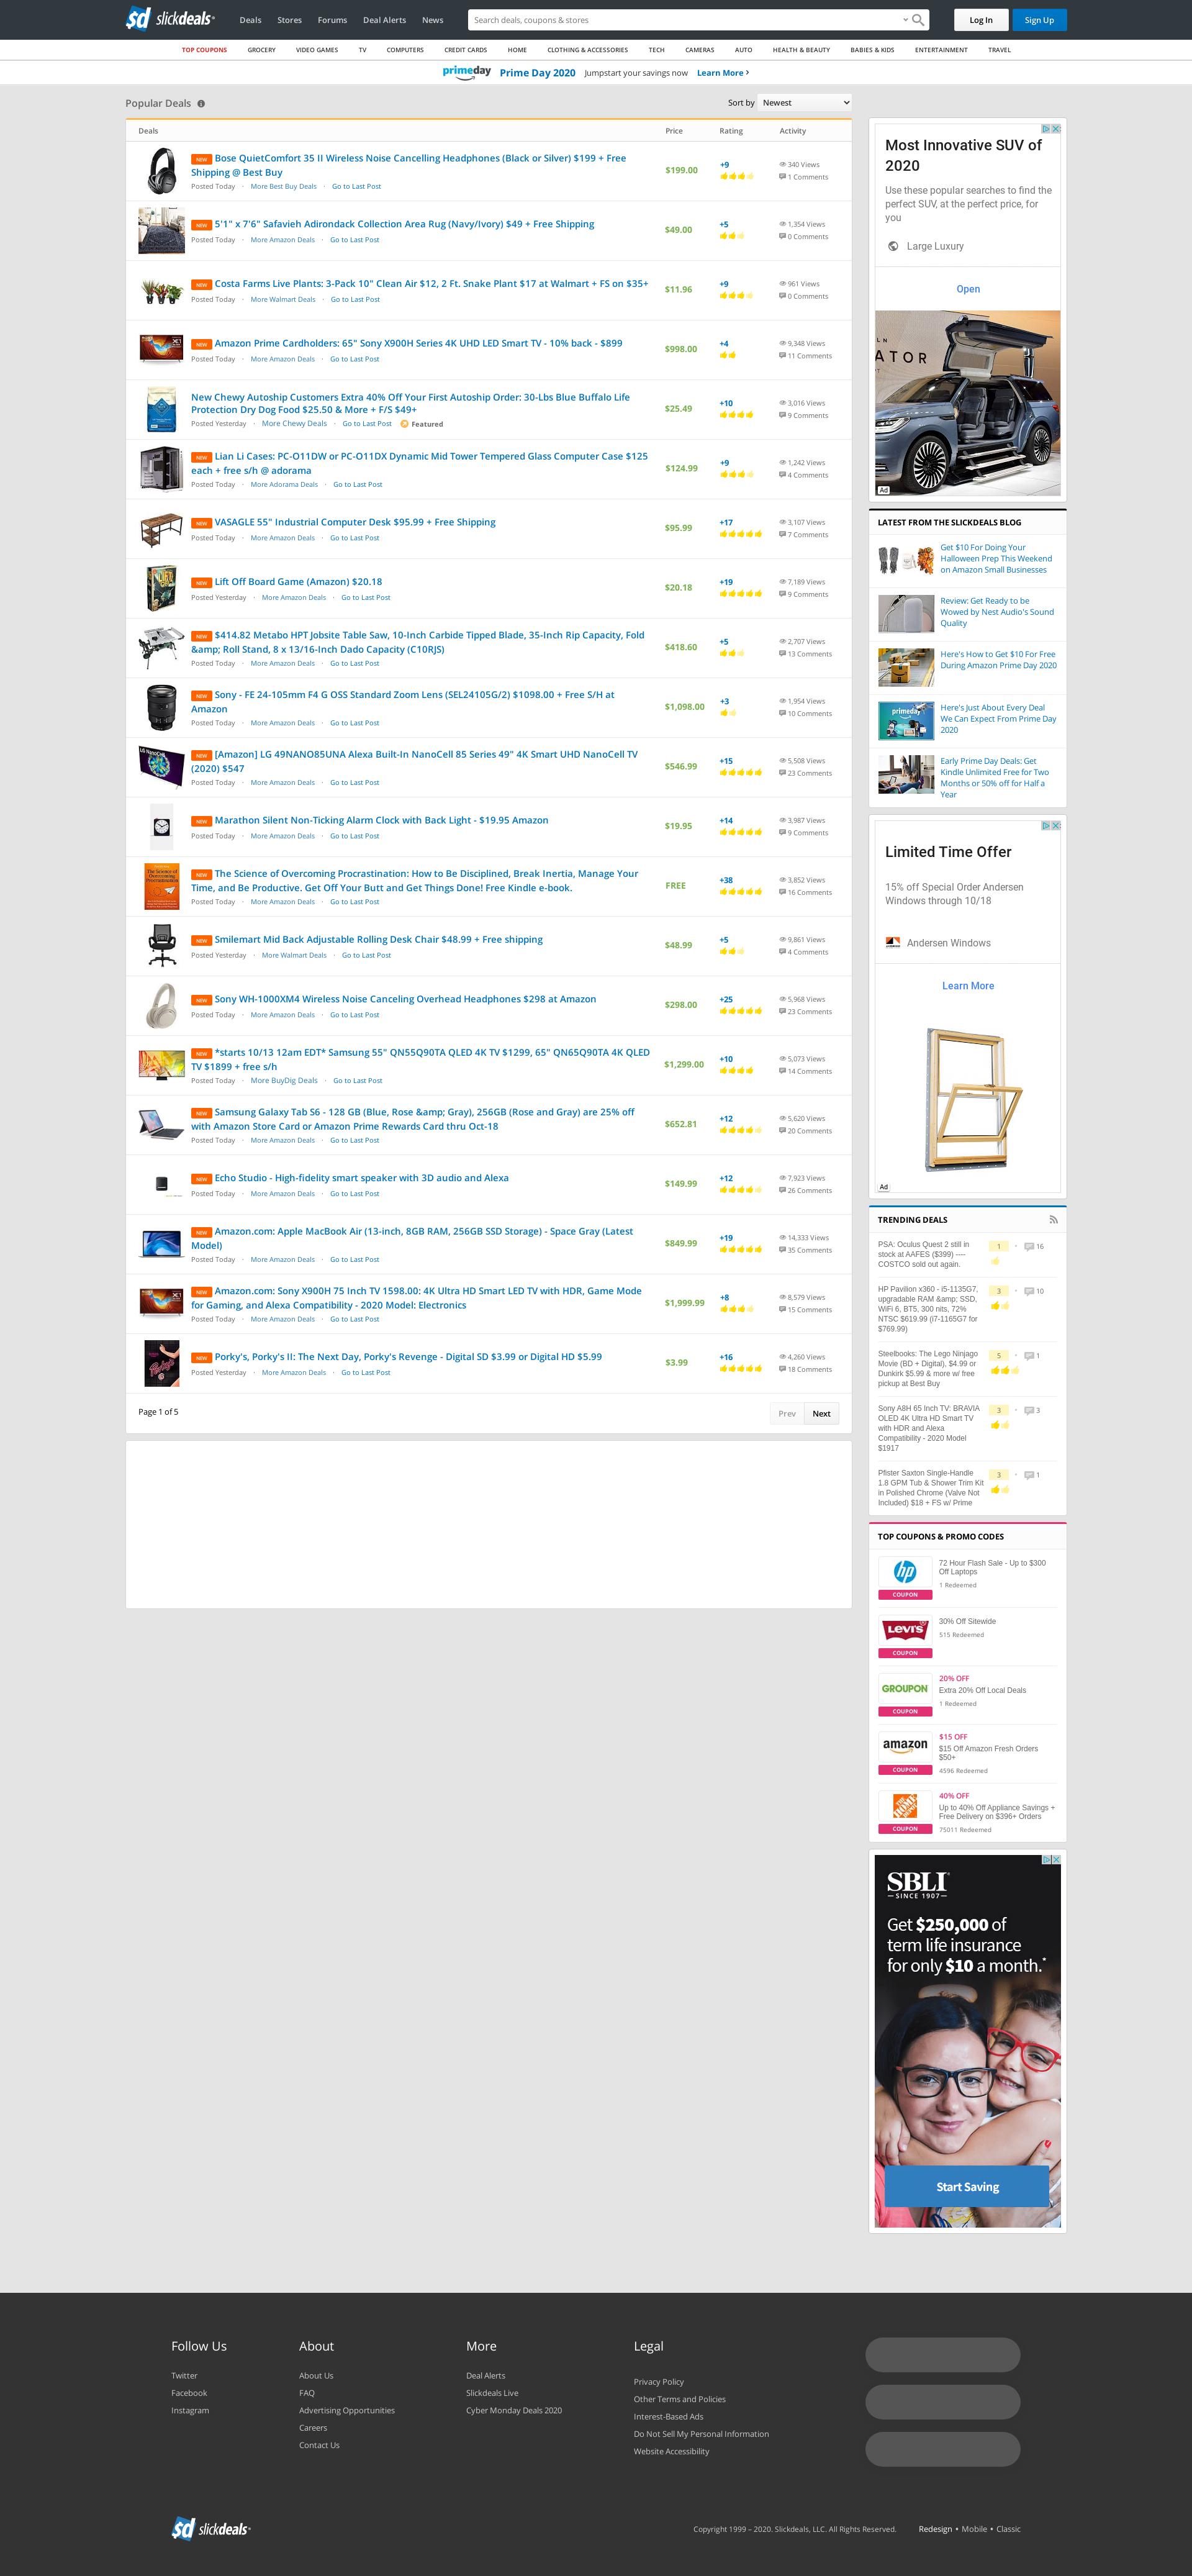 sd slickdeals
Deals
Stores
Forums
Deal Alerts
News
Search deals, coupons & stores
Log In
Sign Up
TOP COUPONS
GROCERY
VIDEO GAMES
TV
COMPUTERS
CREDIT CARDS
HOME
CLOTHING & ACCESSORIES
TECH
CAMERAS
AUTO
HEALTH & BEAUTY
BABIES & KIDS
ENTERTAINMENT
TRAVEL
primeday Prime Day 2020 Jumpstart your savings now Learn More ›
Popular Deals
Sort by Newest
Deals Price Rating Activity
NEW Bose QuietComfort 35 II Wireless Noise Cancelling Headphones (Black or Silver) $199 + Free
Shipping @ Best Buy
Posted Today · More Best Buy Deals · Go to Last Post
$199.00
+9
340 Views
1 Comments
NEW 5'1" x 7'6" Safavieh Adirondack Collection Area Rug (Navy/Ivory) $49 + Free Shipping
Posted Today · More Amazon Deals · Go to Last Post
$49.00
+5
1,354 Views
0 Comments
NEW Costa Farms Live Plants: 3-Pack 10" Clean Air $12, 2 Ft. Snake Plant $17 at Walmart + FS on $35+
Posted Today · More Walmart Deals · Go to Last Post
$11.96
+9
961 Views
0 Comments
NEW Amazon Prime Cardholders: 65" Sony X900H Series 4K UHD LED Smart TV - 10% back - $899
Posted Today · More Amazon Deals · Go to Last Post
$998.00
+4
9,348 Views
11 Comments
New Chewy Autoship Customers Extra 40% Off Your First Autoship Order: 30-Lbs Blue Buffalo Life
Protection Dry Dog Food $25.50 & More + F/S $49+
Posted Yesterday · More Chewy Deals · Go to Last Post Featured
$25.49
+10
3,016 Views
9 Comments
NEW Lian Li Cases: PC-O11DW or PC-O11DX Dynamic Mid Tower Tempered Glass Computer Case $125
each + free s/h @ adorama
Posted Today · More Adorama Deals · Go to Last Post
$124.99
+9
1,242 Views
4 Comments
NEW VASAGLE 55" Industrial Computer Desk $95.99 + Free Shipping
Posted Today · More Amazon Deals · Go to Last Post
$95.99
+17
3,107 Views
7 Comments
NEW Lift Off Board Game (Amazon) $20.18
Posted Yesterday · More Amazon Deals · Go to Last Post
$20.18
+19
7,189 Views
9 Comments
NEW $414.82 Metabo HPT Jobsite Table Saw, 10-Inch Carbide Tipped Blade, 35-Inch Rip Capacity, Fold
&amp; Roll Stand, 8 x 13/16-Inch Dado Capacity (C10RJS)
Posted Today · More Amazon Deals · Go to Last Post
$418.60
+5
2,707 Views
13 Comments
NEW Sony - FE 24-105mm F4 G OSS Standard Zoom Lens (SEL24105G/2) $1098.00 + Free S/H at
Amazon
Posted Today · More Amazon Deals · Go to Last Post
$1,098.00
+3
1,954 Views
10 Comments
NEW [Amazon] LG 49NANO85UNA Alexa Built-In NanoCell 85 Series 49" 4K Smart UHD NanoCell TV
(2020) $547
Posted Today · More Amazon Deals · Go to Last Post
$546.99
+15
5,508 Views
23 Comments
NEW Marathon Silent Non-Ticking Alarm Clock with Back Light - $19.95 Amazon
Posted Today · More Amazon Deals · Go to Last Post
$19.95
+14
3,987 Views
9 Comments
NEW The Science of Overcoming Procrastination: How to Be Disciplined, Break Inertia, Manage Your
Time, and Be Productive. Get Off Your Butt and Get Things Done! Free Kindle e-book.
Posted Today · More Amazon Deals · Go to Last Post
FREE
+38
3,852 Views
16 Comments
NEW Smilemart Mid Back Adjustable Rolling Desk Chair $48.99 + Free shipping
Posted Yesterday · More Walmart Deals · Go to Last Post
$48.99
+5
9,861 Views
4 Comments
NEW Sony WH-1000XM4 Wireless Noise Canceling Overhead Headphones $298 at Amazon
Posted Today · More Amazon Deals · Go to Last Post
$298.00
+25
5,968 Views
23 Comments
NEW *starts 10/13 12am EDT* Samsung 55" QN55Q90TA QLED 4K TV $1299, 65" QN65Q90TA 4K QLED
TV $1899 + free s/h
Posted Today · More BuyDig Deals · Go to Last Post
$1,299.00
+10
5,073 Views
14 Comments
NEW Samsung Galaxy Tab S6 - 128 GB (Blue, Rose &amp; Gray), 256GB (Rose and Gray) are 25% off
with Amazon Store Card or Amazon Prime Rewards Card thru Oct-18
Posted Today · More Amazon Deals · Go to Last Post
$652.81
+12
5,620 Views
20 Comments
NEW Echo Studio - High-fidelity smart speaker with 3D audio and Alexa
Posted Today · More Amazon Deals · Go to Last Post
$149.99
+12
7,923 Views
26 Comments
NEW Amazon.com: Apple MacBook Air (13-inch, 8GB RAM, 256GB SSD Storage) - Space Gray (Latest
Model)
Posted Today · More Amazon Deals · Go to Last Post
$849.99
+19
14,333 Views
35 Comments
NEW Amazon.com: Sony X900H 75 Inch TV 1598.00: 4K Ultra HD Smart LED TV with HDR, Game Mode
for Gaming, and Alexa Compatibility - 2020 Model: Electronics
Posted Today · More Amazon Deals · Go to Last Post
$1,999.99
+8
8,579 Views
15 Comments
NEW Porky's, Porky's II: The Next Day, Porky's Revenge - Digital SD $3.99 or Digital HD $5.99
Posted Yesterday · More Amazon Deals · Go to Last Post
$3.99
+16
4,260 Views
18 Comments
Page 1 of 5
Prev
Next
Most Innovative SUV of
2020
Use these popular searches to find the
perfect SUV, at the perfect price, for
you
Large Luxury
Open
Ad
LATEST FROM THE SLICKDEALS BLOG
Get $10 For Doing Your
Halloween Prep This Weekend
on Amazon Small Businesses
Review: Get Ready to be
Wowed by Nest Audio's Sound
Quality
Here's How to Get $10 For Free
During Amazon Prime Day 2020
Here's Just About Every Deal
We Can Expect From Prime Day
2020
Early Prime Day Deals: Get
Kindle Unlimited Free for Two
Months or 50% off for Half a
Year
Limited Time Offer
15% off Special Order Andersen
Windows through 10/18
Andersen Windows
Learn More
Ad
TRENDING DEALS
PSA: Oculus Quest 2 still in
stock at AAFES ($399) ----
COSTCO sold out again.
1 · 16
HP Pavilion x360 - i5-1135G7,
upgradable RAM &amp; SSD,
WiFi 6, BT5, 300 nits, 72%
NTSC $619.99 (i7-1165G7 for
$769.99)
3 · 10
Steelbooks: The Lego Ninjago
Movie (BD + Digital), $4.99 or
Dunkirk $5.99 & more w/ free
pickup at Best Buy
5 · 1
Sony A8H 65 Inch TV: BRAVIA
OLED 4K Ultra HD Smart TV
with HDR and Alexa
Compatibility - 2020 Model
$1917
3 · 3
Pfister Saxton Single-Handle
1.8 GPM Tub & Shower Trim Kit
in Polished Chrome (Valve Not
Included) $18 + FS w/ Prime
3 · 1
TOP COUPONS & PROMO CODES
hp
COUPON
72 Hour Flash Sale - Up to $300
Off Laptops
1 Redeemed
LEVI'S
COUPON
30% Off Sitewide
515 Redeemed
GROUPON
COUPON
20% OFF
Extra 20% Off Local Deals
1 Redeemed
amazon
COUPON
$15 OFF
$15 Off Amazon Fresh Orders
$50+
4596 Redeemed
THE HOME DEPOT
COUPON
40% OFF
Up to 40% Off Appliance Savings +
Free Delivery on $396+ Orders
75011 Redeemed
SBLI
SINCE 1907
Get $250,000 of
term life insurance
for only $10 a month.*
Start Saving
Follow Us
Twitter
Facebook
Instagram
About
About Us
FAQ
Advertising Opportunities
Careers
Contact Us
More
Deal Alerts
Slickdeals Live
Cyber Monday Deals 2020
Legal
Privacy Policy
Other Terms and Policies
Interest-Based Ads
Do Not Sell My Personal Information
Website Accessibility
sd slickdeals
Copyright 1999 – 2020. Slickdeals, LLC. All Rights Reserved.
Redesign • Mobile • Classic